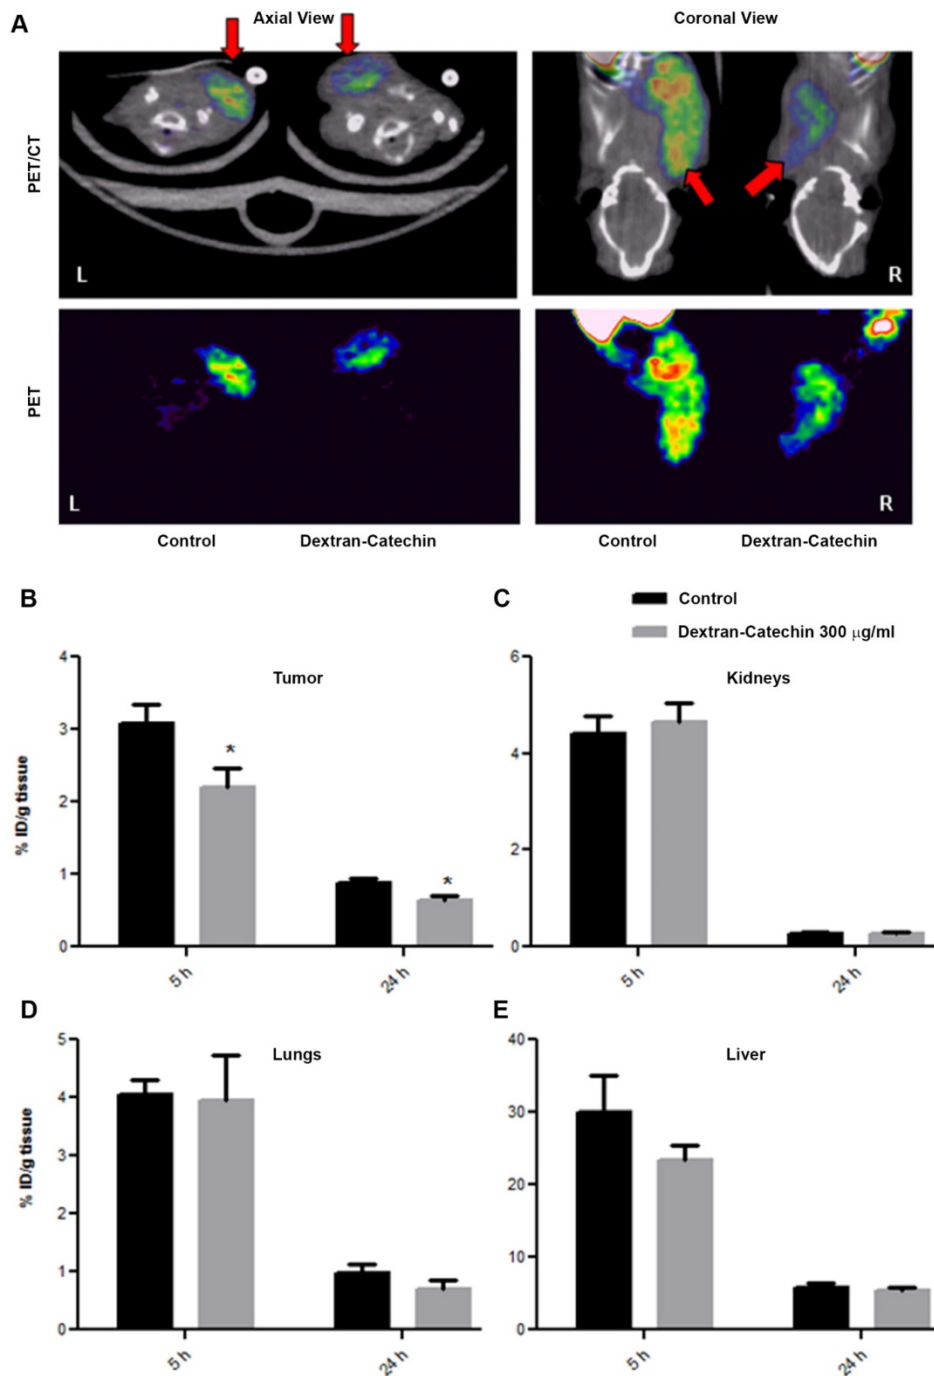 A
Axial View
Coronal View
PET/CT
L
R
PET
L
R
Control
Dextran-Catechin
Control
Dextran-Catechin
B
C
Control
Dextran-Catechin 300 μg/ml
Tumor
4
3
2
1
0
% ID/g tissue
*
*
5 h
24 h
Kidneys
6
4
2
0
5 h
24 h
D
E
Lungs
5
4
3
2
1
0
% ID/g tissue
5 h
24 h
Liver
40
30
20
10
0
5 h
24 h